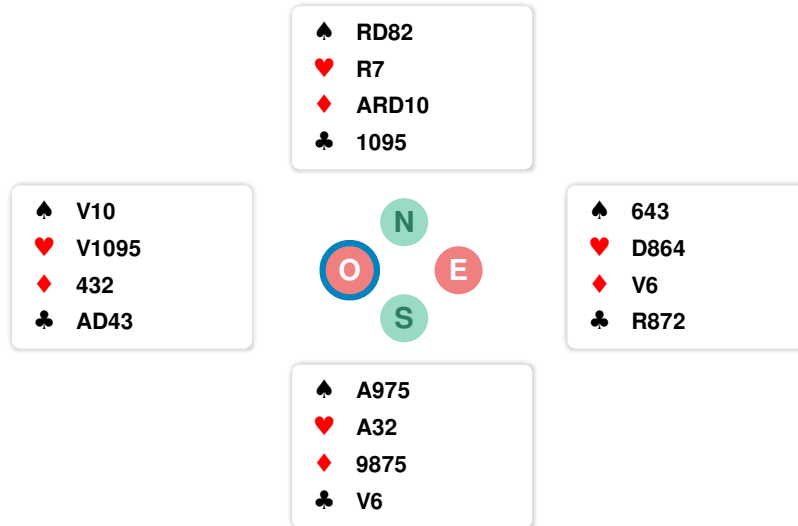 ♠ RD82
♥ R7
♦ ARD10
♣ 1095
♠ V10
♥ V1095
♦ 432
♣ AD43
N
O E
S
♠ 643
♥ D864
♦ V6
♣ R872
♠ A975
♥ A32
♦ 9875
♣ V6